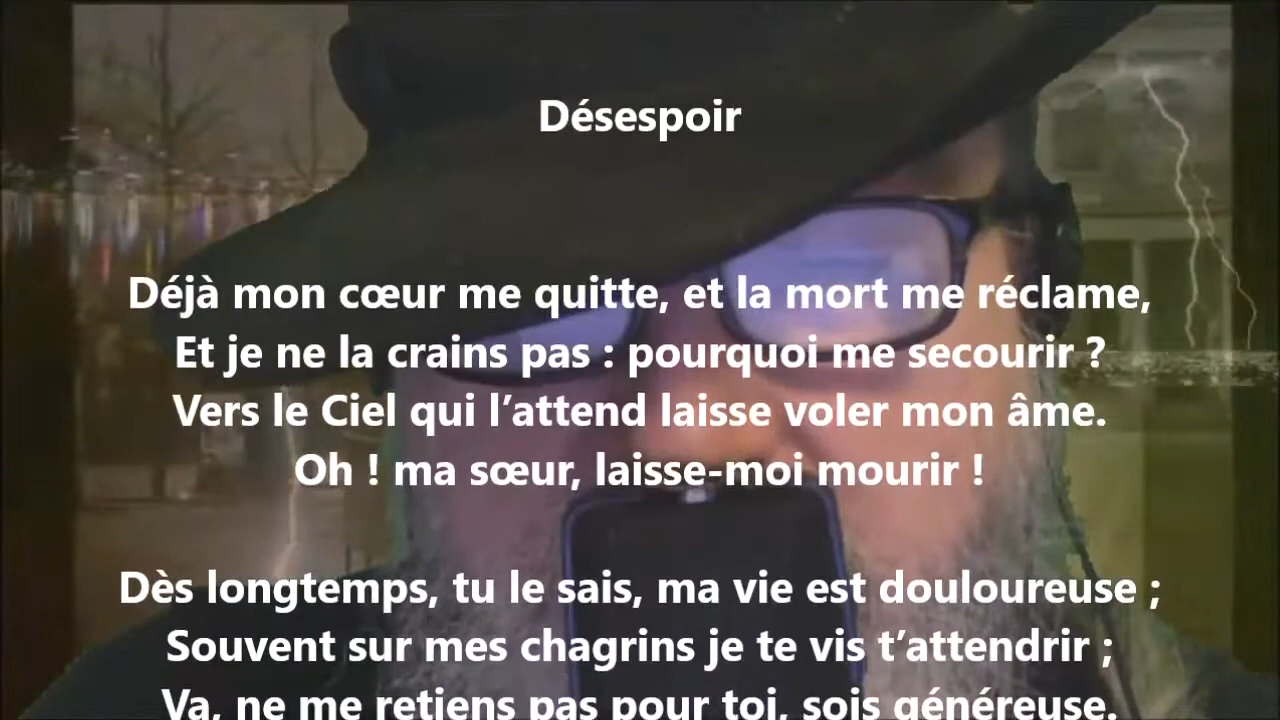 Désespoir
Déjà mon cœur me quitte, et la mort me réclame,
Et je ne la crains pas : pourquoi me secourir ?
Vers le Ciel qui l’attend laisse voler mon âme.
Oh ! ma sœur, laisse-moi mourir !
Dès longtemps, tu le sais, ma vie est douloureuse ;
Souvent sur mes chagrins je te vis t’attendrir ;
Va, ne me retiens pas pour toi, sois généreuse.